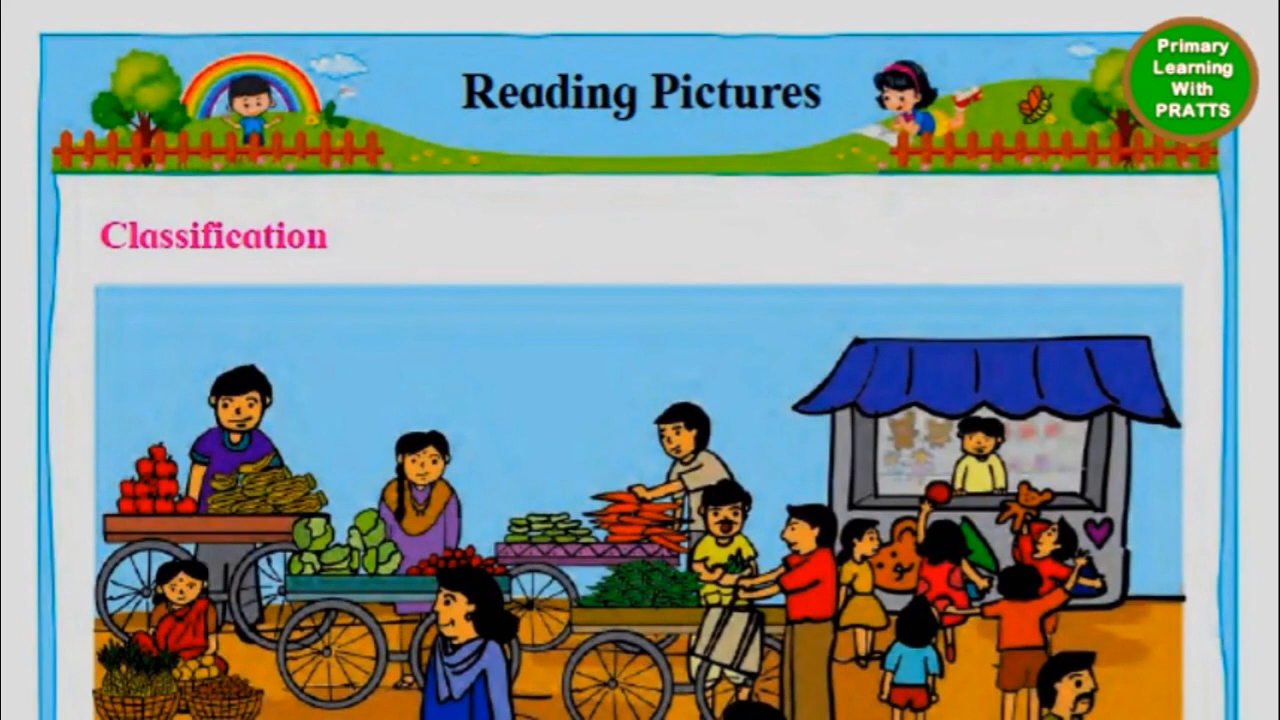 Reading Pictures
Primary
Learning
With
PRATTS
Classification